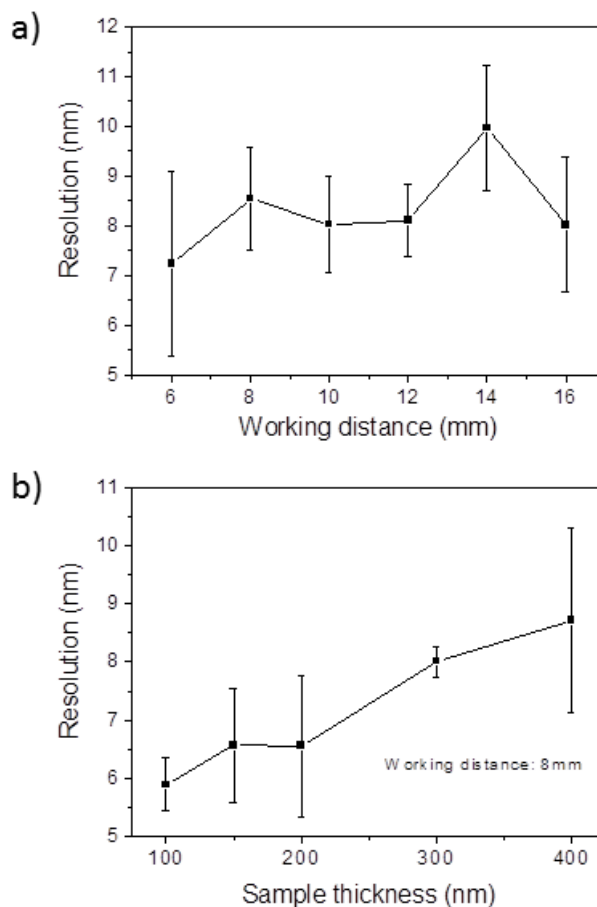 a)
12
11
10
9
8
7
6
5
Resolution (nm)
6 8 10 12 14 16
Working distance (mm)
b)
11
10
9
8
7
6
5
Resolution (nm)
Working distance: 8mm
100 200 300 400
Sample thickness (nm)